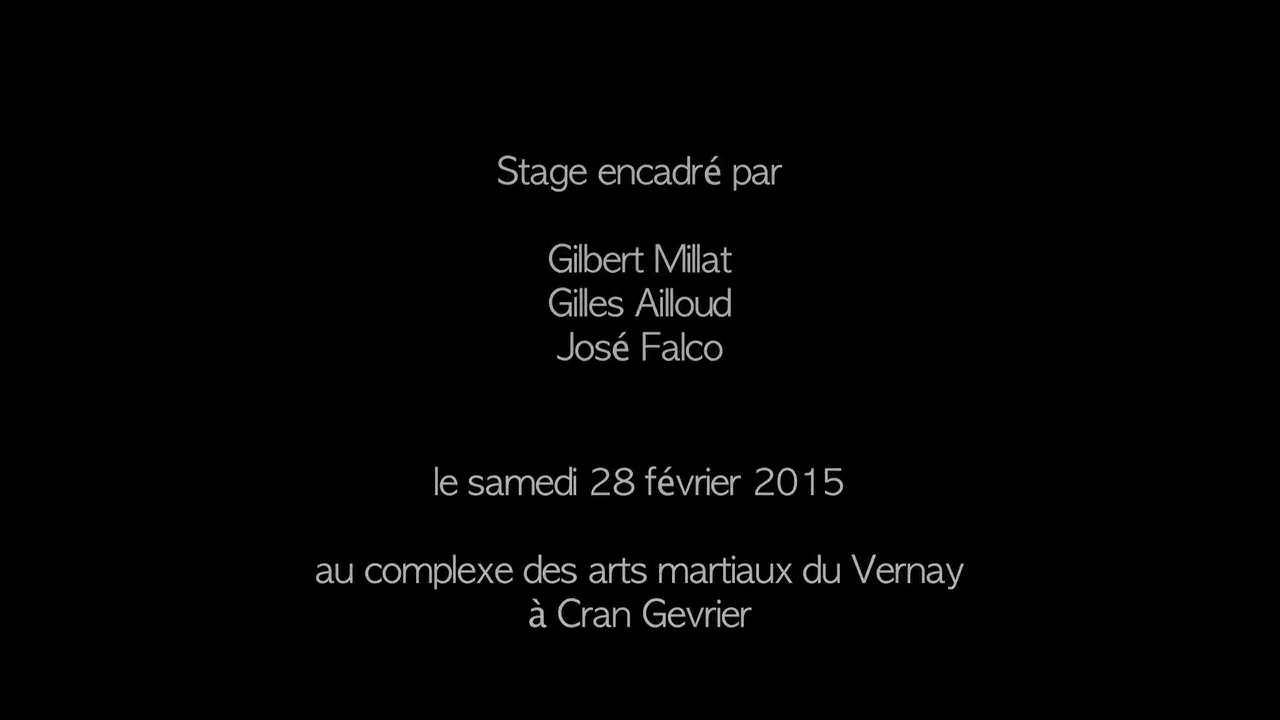 Stage encadré par
Gilbert Millat
Gilles Ailloud
José Falco
le samedi 28 février 2015
au complexe des arts martiaux du Vernay
à Cran Gevrier